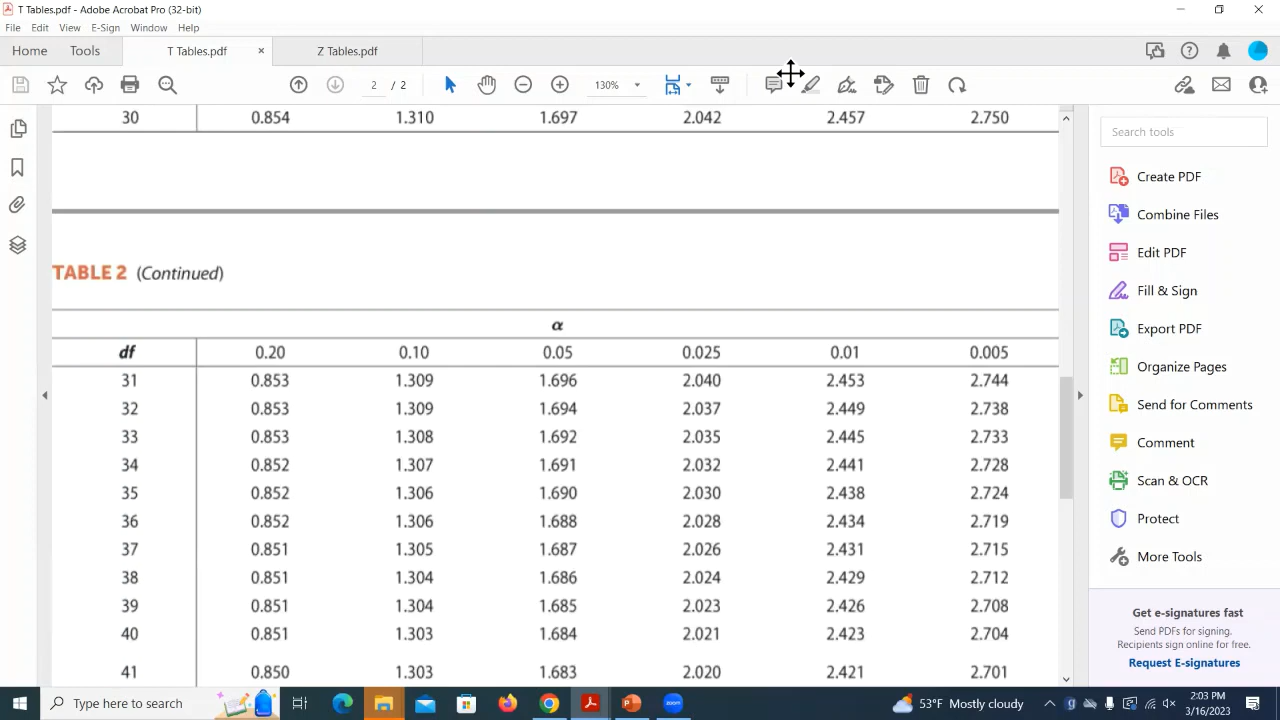 T Tables.pdf - Adobe Acrobat Pro (32-bit)
File Edit View E-Sign Window Help
Home Tools T Tables.pdf × Z Tables.pdf
2 / 2 130%
30 0.854 1.310 1.697 2.042 2.457 2.750
TABLE 2 (Continued)
α
df 0.20 0.10 0.05 0.025 0.01 0.005
31 0.853 1.309 1.696 2.040 2.453 2.744
32 0.853 1.309 1.694 2.037 2.449 2.738
33 0.853 1.308 1.692 2.035 2.445 2.733
34 0.852 1.307 1.691 2.032 2.441 2.728
35 0.852 1.306 1.690 2.030 2.438 2.724
36 0.852 1.306 1.688 2.028 2.434 2.719
37 0.851 1.305 1.687 2.026 2.431 2.715
38 0.851 1.304 1.686 2.024 2.429 2.712
39 0.851 1.304 1.685 2.023 2.426 2.708
40 0.851 1.303 1.684 2.021 2.423 2.704
41 0.850 1.303 1.683 2.020 2.421 2.701
Search tools
Create PDF
Combine Files
Edit PDF
Fill & Sign
Export PDF
Organize Pages
Send for Comments
Comment
Scan & OCR
Protect
More Tools
Get e-signatures fast
Send PDFs for signing.
Recipients sign online for free.
Request E-signatures
Type here to search
53°F Mostly cloudy
2:03 PM
3/16/2023